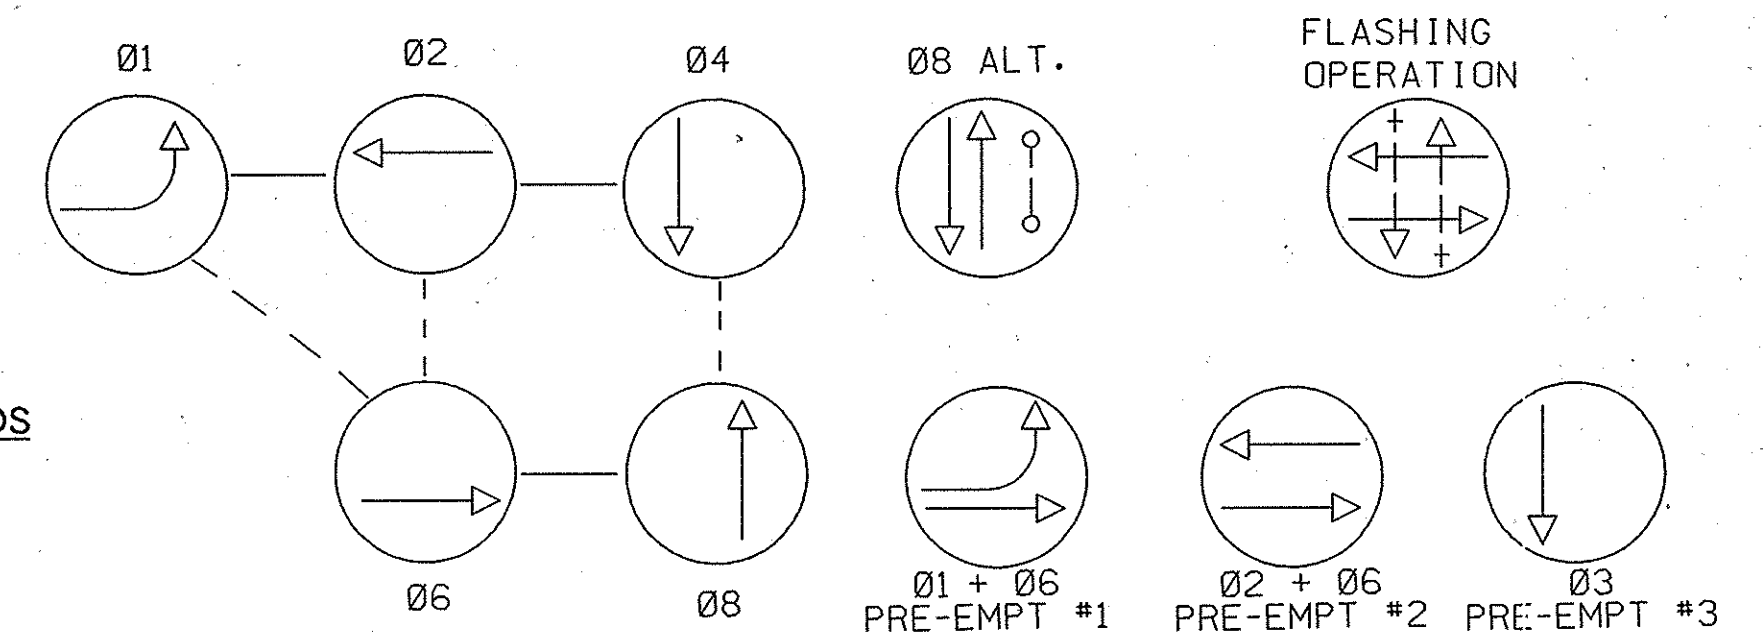 Ø1
Ø2
Ø4
Ø8 ALT.
FLASHING
OPERATION
DS
Ø6
Ø8
Ø1 + Ø6
PRE-EMPT #1
Ø2 + Ø6
PRE-EMPT #2
Ø3
PRE-EMPT #3